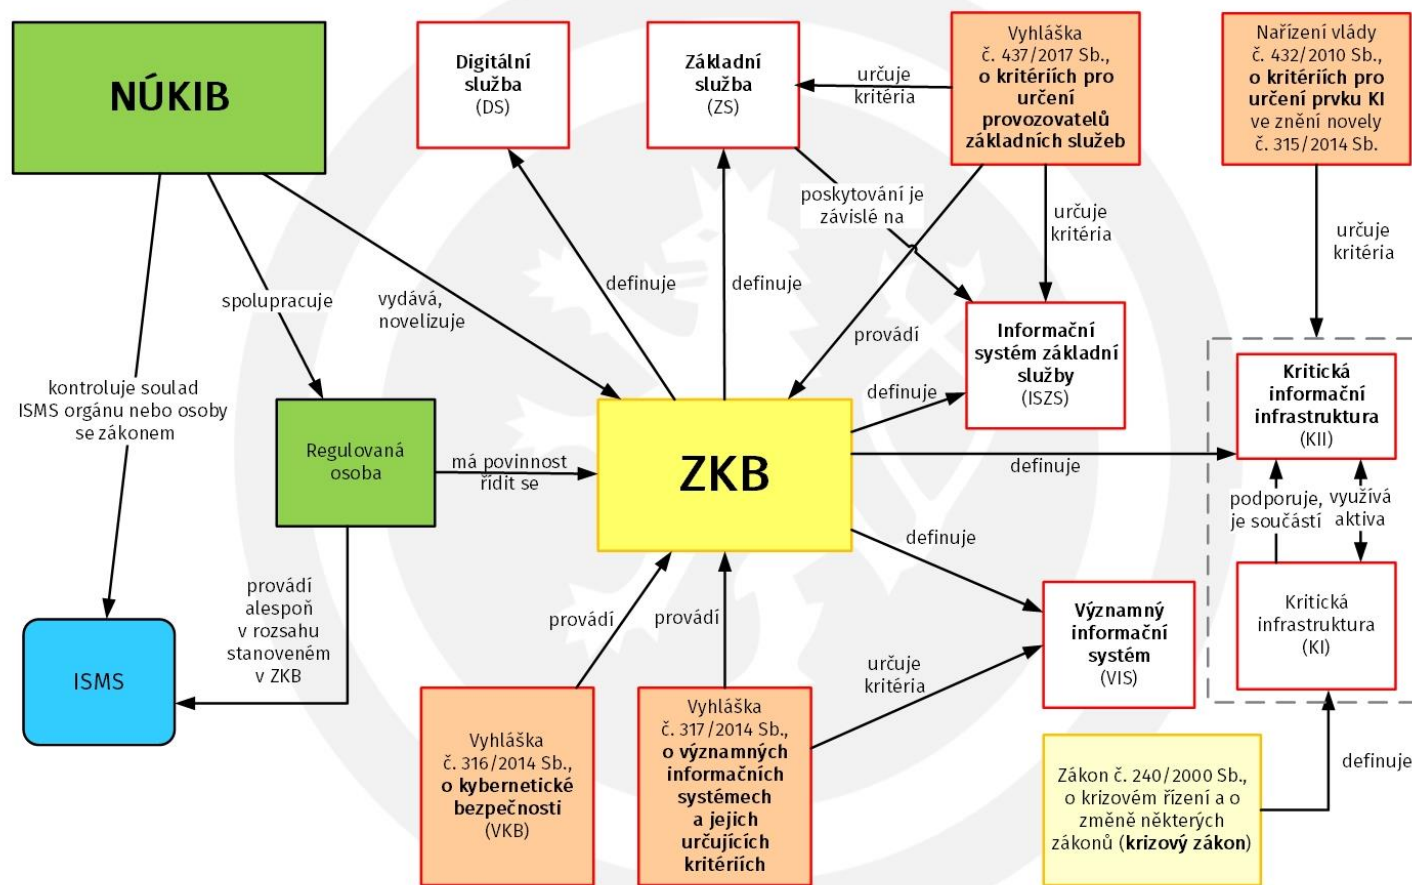 NÚKIB
Digitální
služba
(DS)
Základní
služba
(ZS)
určuje
kritéria
Vyhláška
č. 437/2017 Sb.,
o kritériích pro
určení
provozovatelů
základních služeb
Nařízení vlády
č. 432/2010 Sb.,
o kritériích pro
určení prvku KI
ve znění novely
č. 315/2014 Sb.
poskytování je
závislé na
určuje
kritéria
určuje
kritéria
spolupracuje
vydává,
novelizuje
definuje
definuje
provádí
Informační
systém základní
služby
(ISZS)
kontroluje soulad
ISMS orgánu nebo osoby
se zákonem
Regulovaná
osoba
má povinnost
řídit se
ZKB
definuje
definuje
Kritická
informační
infrastruktura
(KII)
podporuje,
je součástí
využívá
aktiva
definuje
Kritická
infrastruktura
(KI)
provádí
alespoň
v rozsahu
stanoveném
v ZKB
ISMS
provádí
provádí
určuje
kritéria
Významný
informační
systém
(VIS)
Vyhláška
č. 316/2014 Sb.,
o kybernetické
bezpečnosti
(VKB)
Vyhláška
č. 317/2014 Sb.,
o významných
informačních
systémech
a jejich
určujících
kritériích
Zákon č. 240/2000 Sb.,
o krizovém řízení a o
změně některých
zákonů (krizový zákon)
definuje